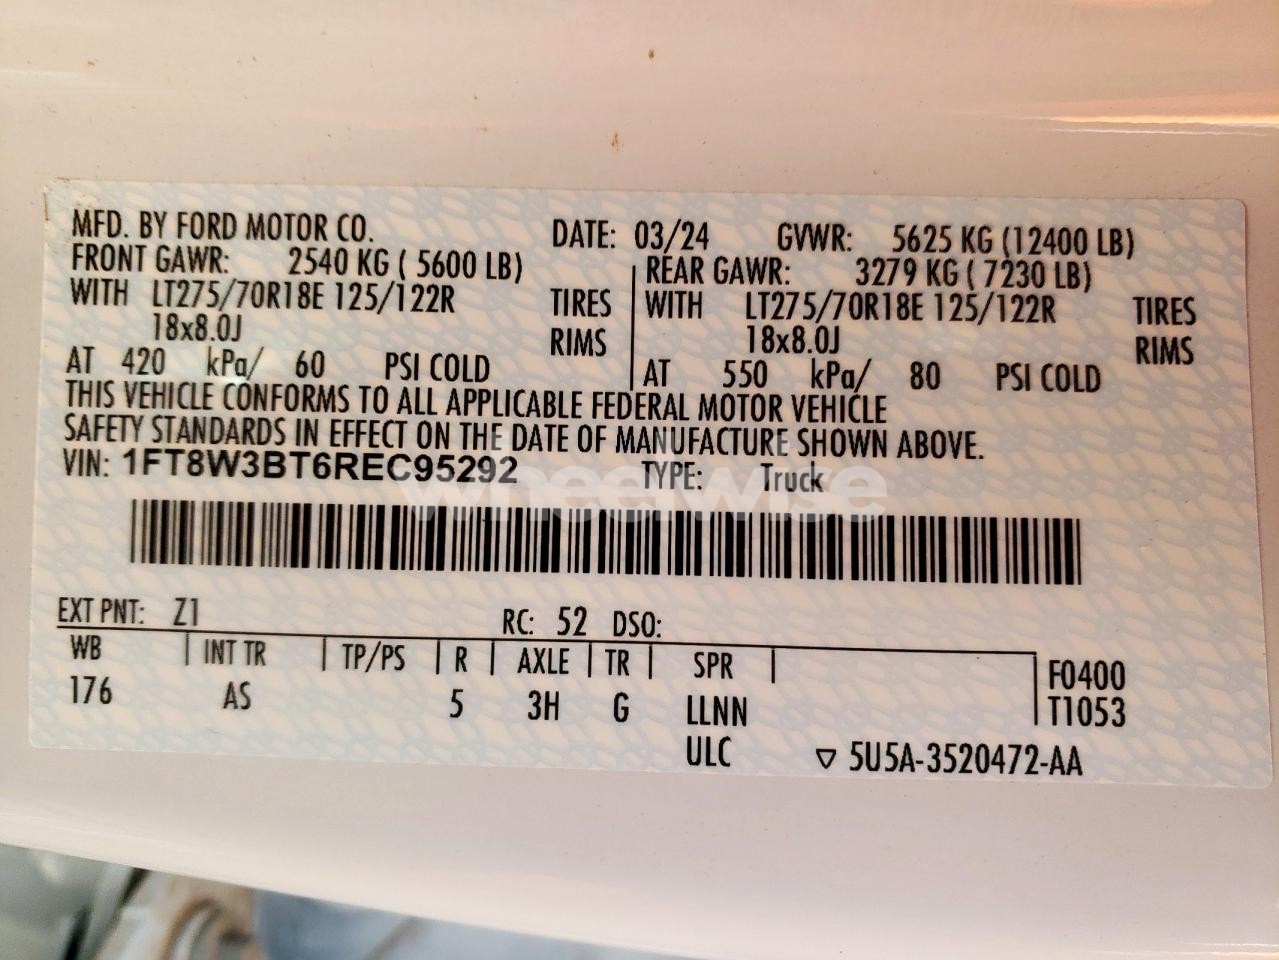 MFD. BY FORD MOTOR CO. DATE: 03/24 GVWR: 5625 KG (12400 LB)
FRONT GAWR: 2540 KG ( 5600 LB) REAR GAWR: 3279 KG ( 7230 LB)
WITH LT275/70R18E 125/122R TIRES WITH LT275/70R18E 125/122R TIRES
18x8.0J RIMS 18x8.0J RIMS
AT 420 kPa/ 60 PSI COLD AT 550 kPa/ 80 PSI COLD
THIS VEHICLE CONFORMS TO ALL APPLICABLE FEDERAL MOTOR VEHICLE
SAFETY STANDARDS IN EFFECT ON THE DATE OF MANUFACTURE SHOWN ABOVE.
VIN: 1FT8W3BT6REC95292 TYPE: Truck
wheelwise
EXT PNT: Z1 RC: 52 DSO:
WB INT TR TP/PS R AXLE TR SPR F0400
176 AS 5 3H G LLNN T1053
ULC ▽ 5U5A-3520472-AA